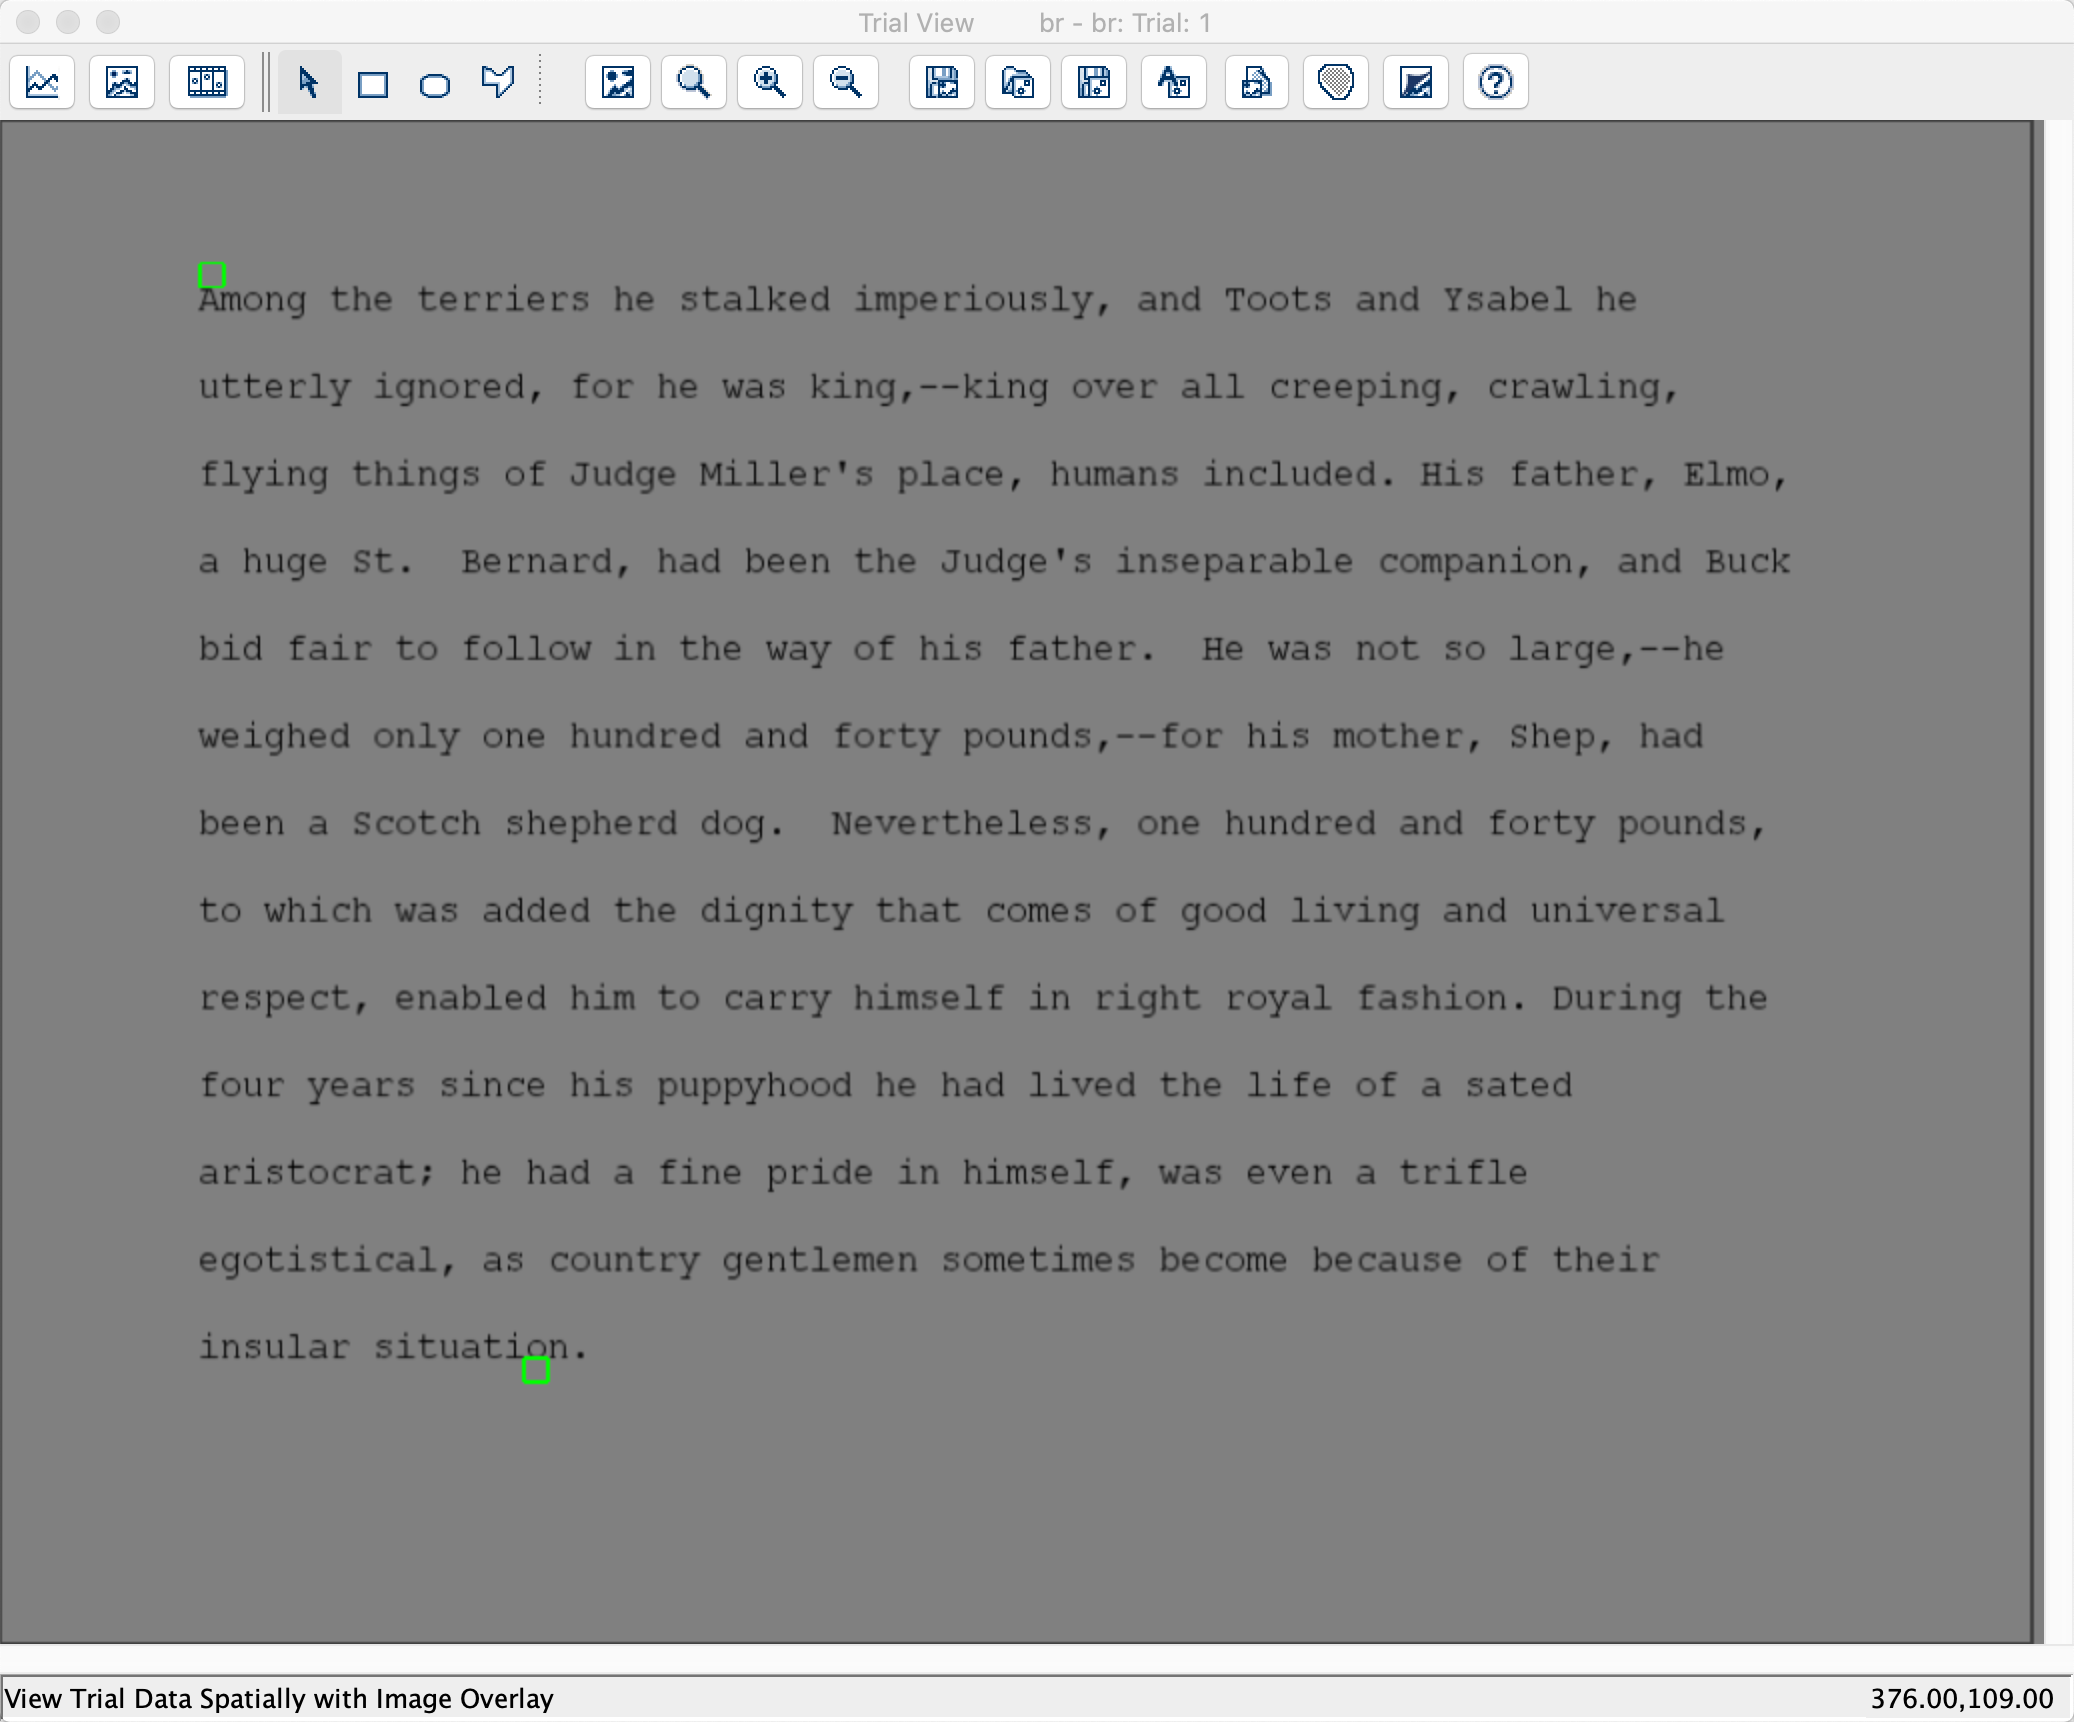 Trial View br - br: Trial: 1
Among the terriers he stalked imperiously, and Toots and Ysabel he
utterly ignored, for he was king,--king over all creeping, crawling,
flying things of Judge Miller's place, humans included. His father, Elmo,
a huge St.  Bernard, had been the Judge's inseparable companion, and Buck
bid fair to follow in the way of his father.  He was not so large,--he
weighed only one hundred and forty pounds,--for his mother, Shep, had
been a Scotch shepherd dog.  Nevertheless, one hundred and forty pounds,
to which was added the dignity that comes of good living and universal
respect, enabled him to carry himself in right royal fashion. During the
four years since his puppyhood he had lived the life of a sated
aristocrat; he had a fine pride in himself, was even a trifle
egotistical, as country gentlemen sometimes become because of their
insular situation.
View Trial Data Spatially with Image Overlay 376.00,109.00